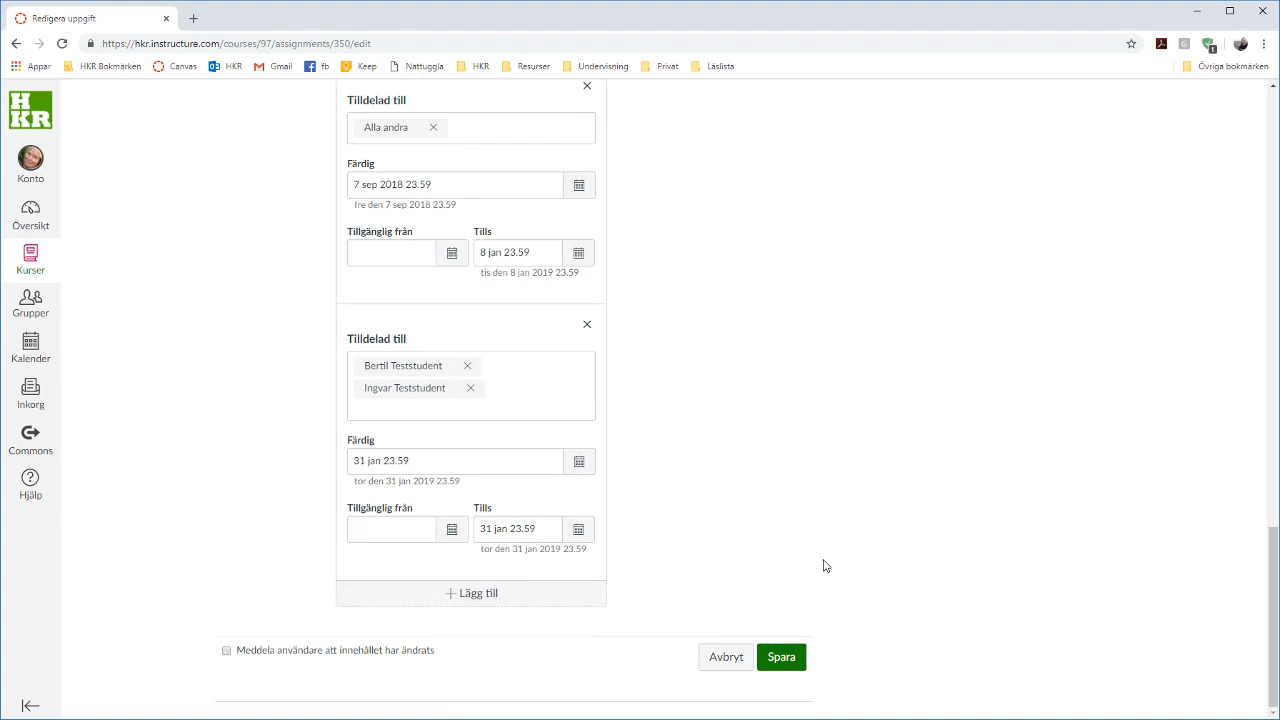 Redigera uppgift
https://hkr.instructure.com/courses/97/assignments/350/edit
Appar HKR Bokmärken Canvas HKR Gmail fb Keep Nattuggla HKR Resurser Undervisning Privat Läslista Övriga bokmärken
HKR
Konto
Översikt
Kurser
Grupper
Kalender
Inkorg
Commons
Hjälp
Tilldelad till
Alla andra
Färdig
7 sep 2018 23.59
fre den 7 sep 2018 23.59
Tillgänglig från Tills
8 jan 23.59
tis den 8 jan 2019 23.59
Tilldelad till
Bertil Teststudent
Ingvar Teststudent
Färdig
31 jan 23.59
tor den 31 jan 2019 23.59
Tillgänglig från Tills
31 jan 23.59
tor den 31 jan 2019 23.59
+ Lägg till
Meddela användare att innehållet har ändrats
Avbryt Spara